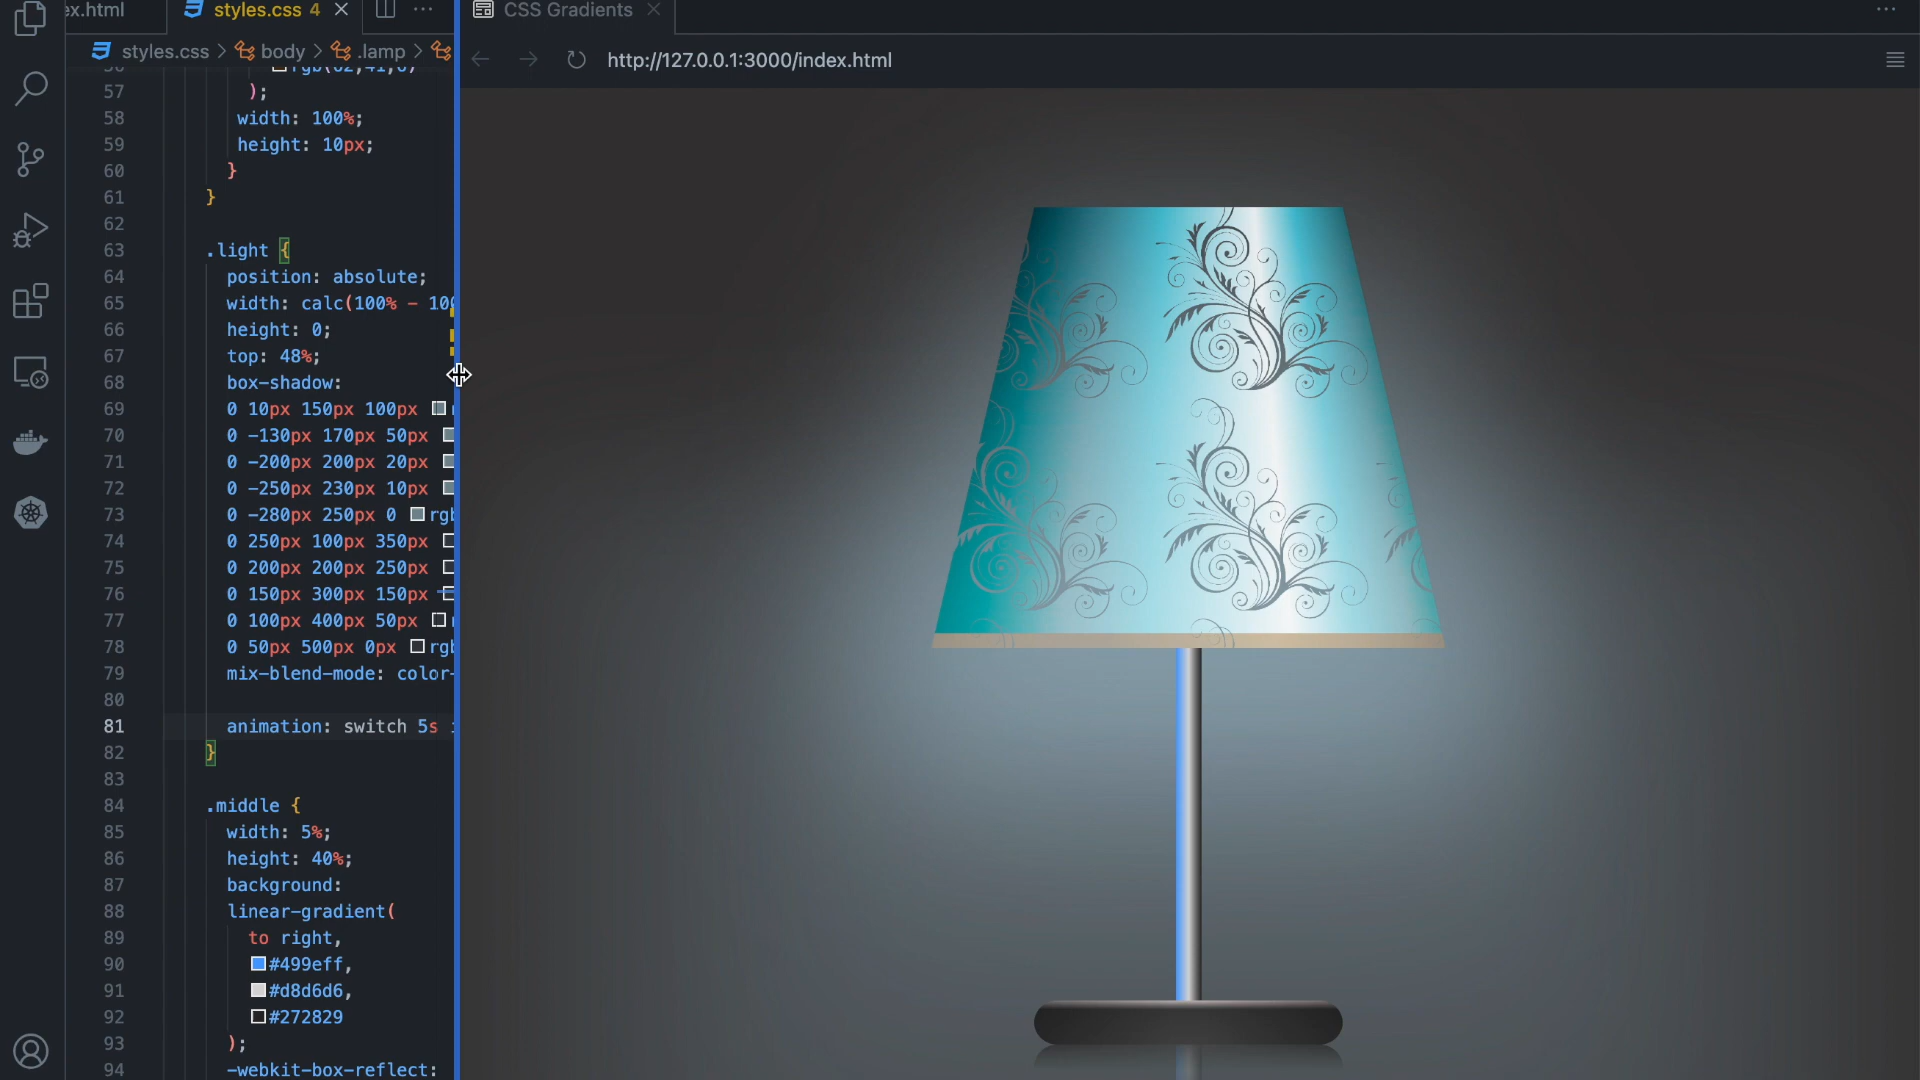 ex.html
styles.css 4
CSS Gradients
styles.css > body > .lamp >
http://127.0.0.1:3000/index.html
57 );
58 width: 100%;
59 height: 10px;
60 }
61 }
62
63 .light {
64 position: absolute;
65 width: calc(100% - 100
66 height: 0;
67 top: 48%;
68 box-shadow:
69 0 10px 150px 100px
70 0 -130px 170px 50px
71 0 -200px 200px 20px
72 0 -250px 230px 10px
73 0 -280px 250px 0 rgb
74 0 250px 100px 350px
75 0 200px 200px 250px
76 0 150px 300px 150px
77 0 100px 400px 50px
78 0 50px 500px 0px rgb
79 mix-blend-mode: color-
80
81 animation: switch 5s
82 }
83
84 .middle {
85 width: 5%;
86 height: 40%;
87 background:
88 linear-gradient(
89 to right,
90 #499eff,
91 #d8d6d6,
92 #272829
93 );
94 -webkit-box-reflect: